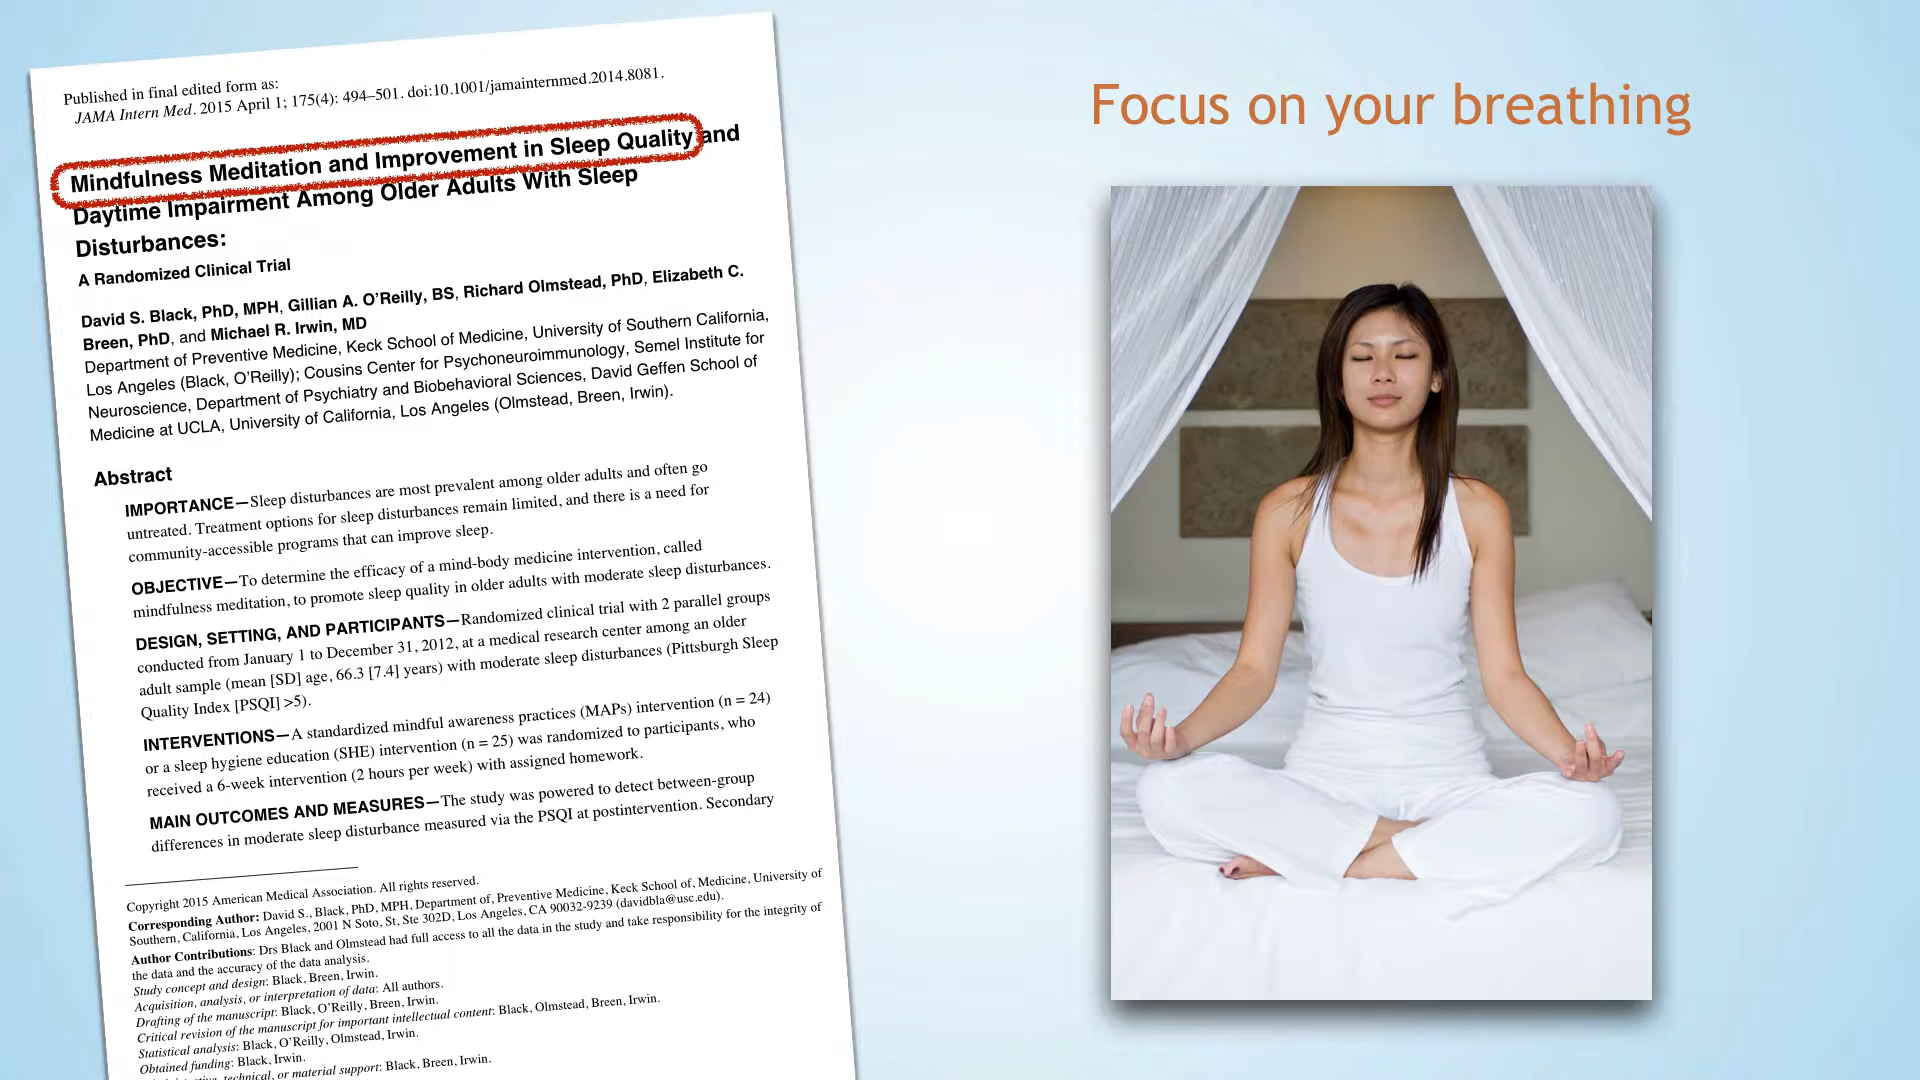 Published in final edited form as:
JAMA Intern Med. 2015 April 1; 175(4): 494–501. doi:10.1001/jamainternmed.2014.8081.
Mindfulness Meditation and Improvement in Sleep Quality and
Daytime Impairment Among Older Adults With Sleep
Disturbances:
A Randomized Clinical Trial
David S. Black, PhD, MPH, Gillian A. O’Reilly, BS, Richard Olmstead, PhD, Elizabeth C.
Breen, PhD, and Michael R. Irwin, MD
Department of Preventive Medicine, Keck School of Medicine, University of Southern California,
Los Angeles (Black, O’Reilly); Cousins Center for Psychoneuroimmunology, Semel Institute for
Neuroscience, Department of Psychiatry and Biobehavioral Sciences, David Geffen School of
Medicine at UCLA, University of California, Los Angeles (Olmstead, Breen, Irwin).
Abstract
IMPORTANCE—Sleep disturbances are most prevalent among older adults and often go
untreated. Treatment options for sleep disturbances remain limited, and there is a need for
community-accessible programs that can improve sleep.
OBJECTIVE—To determine the efficacy of a mind-body medicine intervention, called
mindfulness meditation, to promote sleep quality in older adults with moderate sleep disturbances.
DESIGN, SETTING, AND PARTICIPANTS—Randomized clinical trial with 2 parallel groups
conducted from January 1 to December 31, 2012, at a medical research center among an older
adult sample (mean [SD] age, 66.3 [7.4] years) with moderate sleep disturbances (Pittsburgh Sleep
Quality Index [PSQI] >5).
INTERVENTIONS—A standardized mindful awareness practices (MAPs) intervention (n = 24)
or a sleep hygiene education (SHE) intervention (n = 25) was randomized to participants, who
received a 6-week intervention (2 hours per week) with assigned homework.
MAIN OUTCOMES AND MEASURES—The study was powered to detect between-group
differences in moderate sleep disturbance measured via the PSQI at postintervention. Secondary
Copyright 2015 American Medical Association. All rights reserved.
Corresponding Author: David S., Black, PhD, MPH, Department of, Preventive Medicine, Keck School of, Medicine, University of
Southern, California, Los Angeles, 2001 N Soto, St, Ste 302D, Los Angeles, CA 90032-9239 (davidbla@usc.edu).
Author Contributions: Drs Black and Olmstead had full access to all the data in the study and take responsibility for the integrity of
the data and the accuracy of the data analysis.
Study concept and design: Black, Breen, Irwin.
Acquisition, analysis, or interpretation of data: All authors.
Drafting of the manuscript: Black, O’Reilly, Breen, Irwin.
Critical revision of the manuscript for important intellectual content: Black, Olmstead, Breen, Irwin.
Statistical analysis: Black, O’Reilly, Olmstead, Irwin.
Obtained funding: Black, Irwin.
technical, or material support: Black, Breen, Irwin.
Focus on your breathing